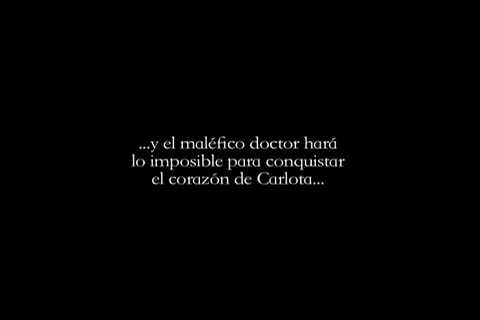 ...y el maléfico doctor hará
lo imposible para conquistar
el corazón de Carlota...